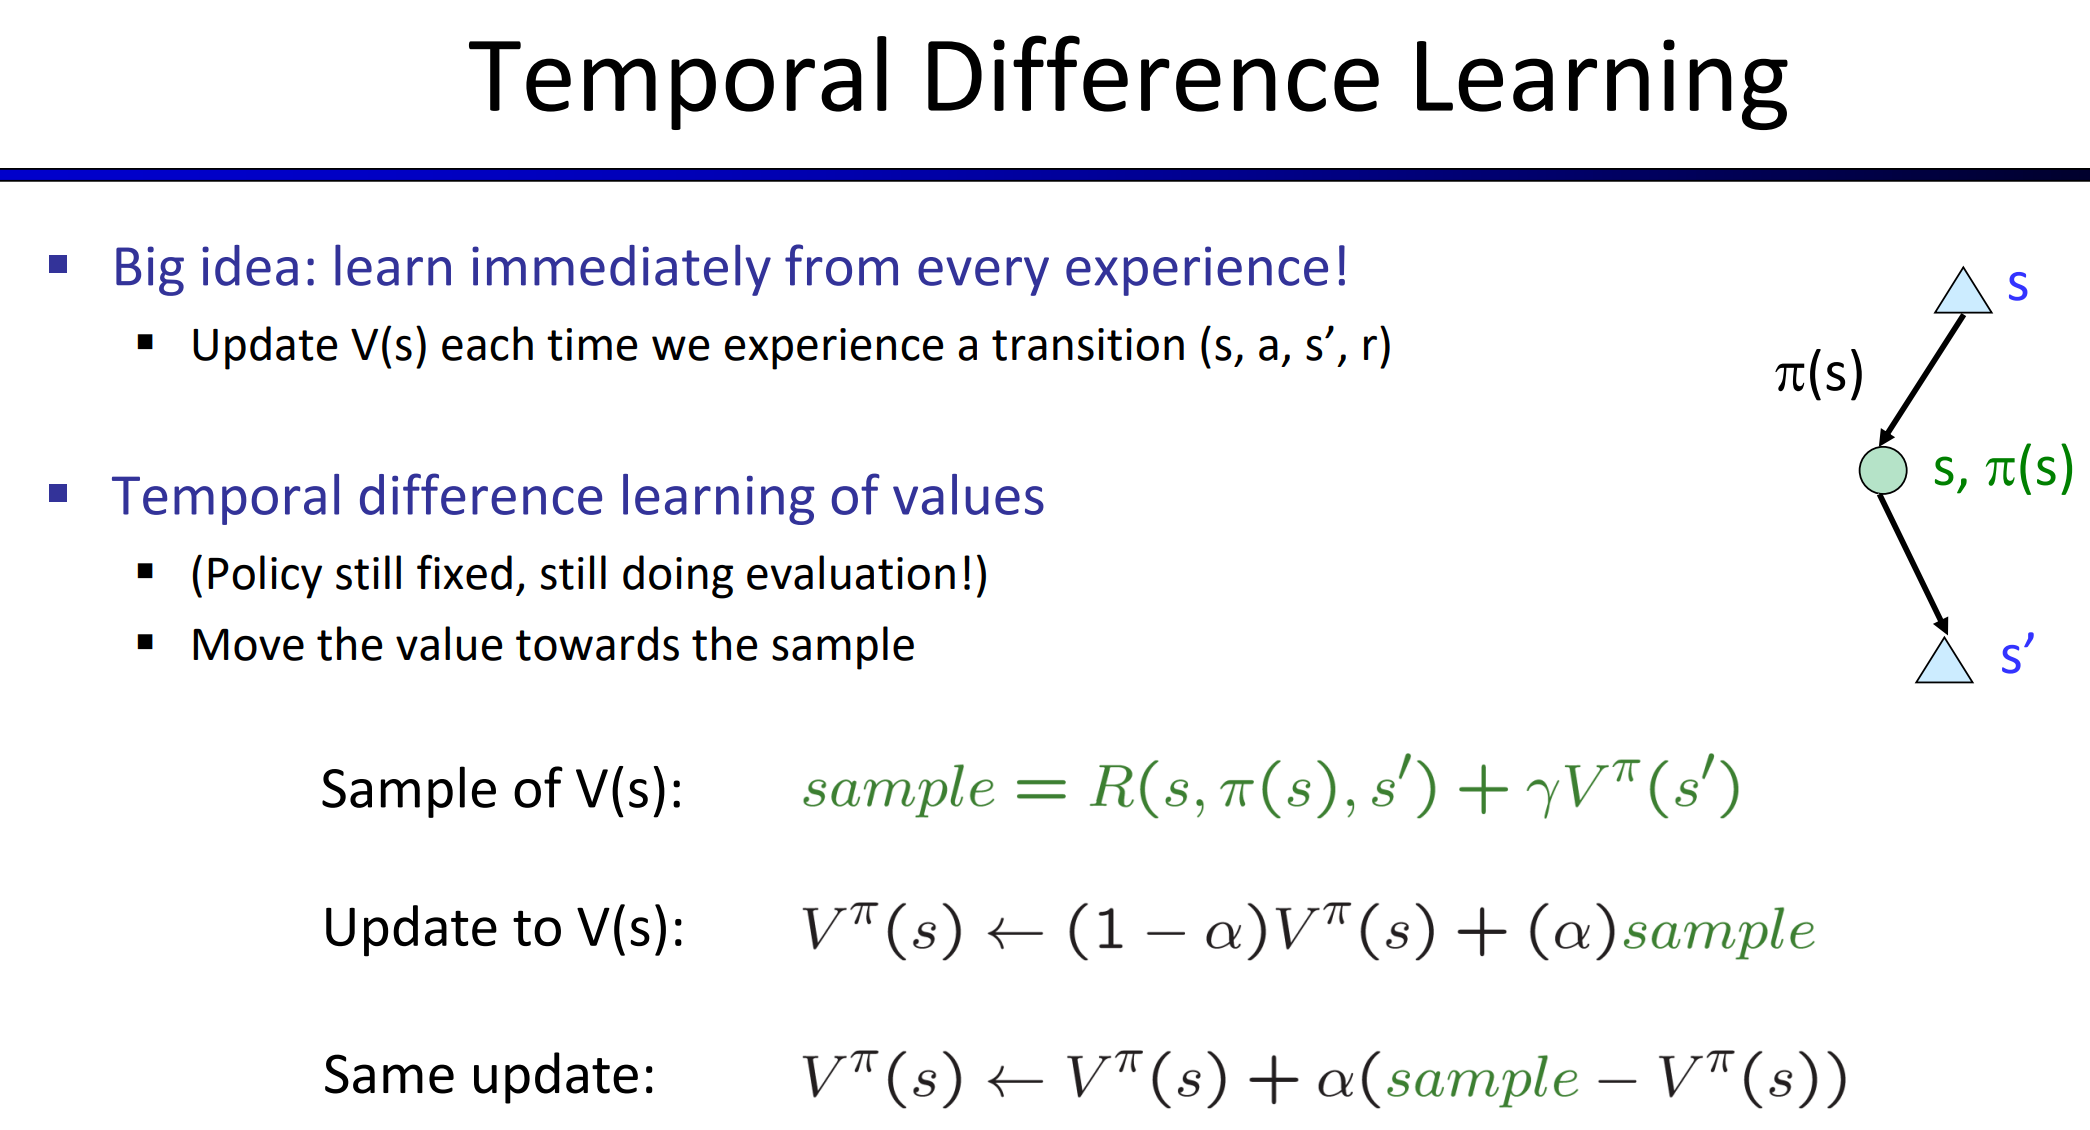 Temporal Difference Learning
▪ Big idea: learn immediately from every experience!
▪ Update V(s) each time we experience a transition (s, a, s’, r)
▪ Temporal difference learning of values
▪ (Policy still fixed, still doing evaluation!)
▪ Move the value towards the sample
s
π(s)
s, π(s)
s’
Sample of V(s): sample = R(s, π(s), s′) + γV^π(s′)
Update to V(s): V^π(s) ← (1 − α)V^π(s) + (α)sample
Same update: V^π(s) ← V^π(s) + α(sample − V^π(s))